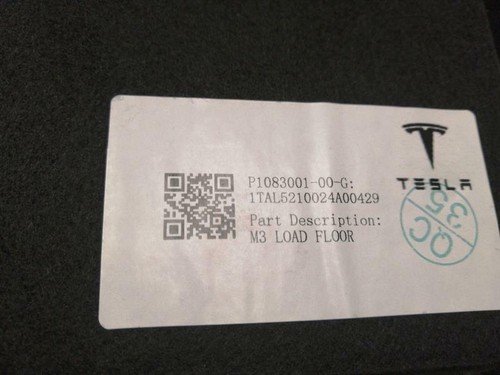 P1083001-00-G:
1TAL5210024A00429
Part Description:
M3 LOAD FLOOR
TESLA
QC
35